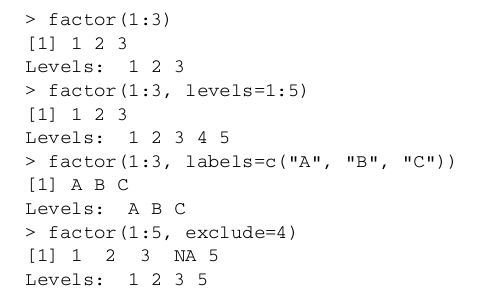 > factor(1:3)
[1] 1 2 3
Levels:  1 2 3
> factor(1:3, levels=1:5)
[1] 1 2 3
Levels:  1 2 3 4 5
> factor(1:3, labels=c("A", "B", "C"))
[1] A B C
Levels:  A B C
> factor(1:5, exclude=4)
[1] 1  2  3  NA 5
Levels:  1 2 3 5